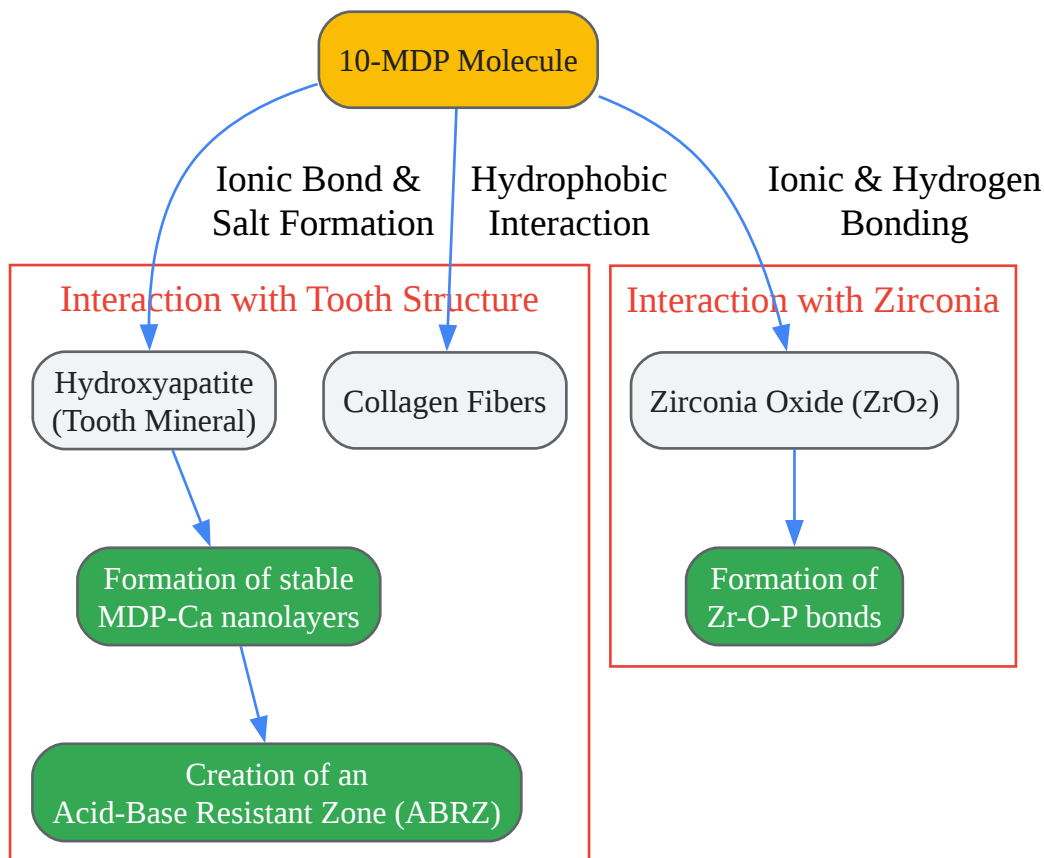 10-MDP Molecule
Ionic Bond &
Salt Formation
Hydrophobic
Interaction
Ionic & Hydrogen
Bonding
Interaction with Tooth Structure
Interaction with Zirconia
Hydroxyapatite
(Tooth Mineral)
Collagen Fibers
Zirconia Oxide (ZrO₂)
Formation of stable
MDP-Ca nanolayers
Formation of
Zr-O-P bonds
Creation of an
Acid-Base Resistant Zone (ABRZ)